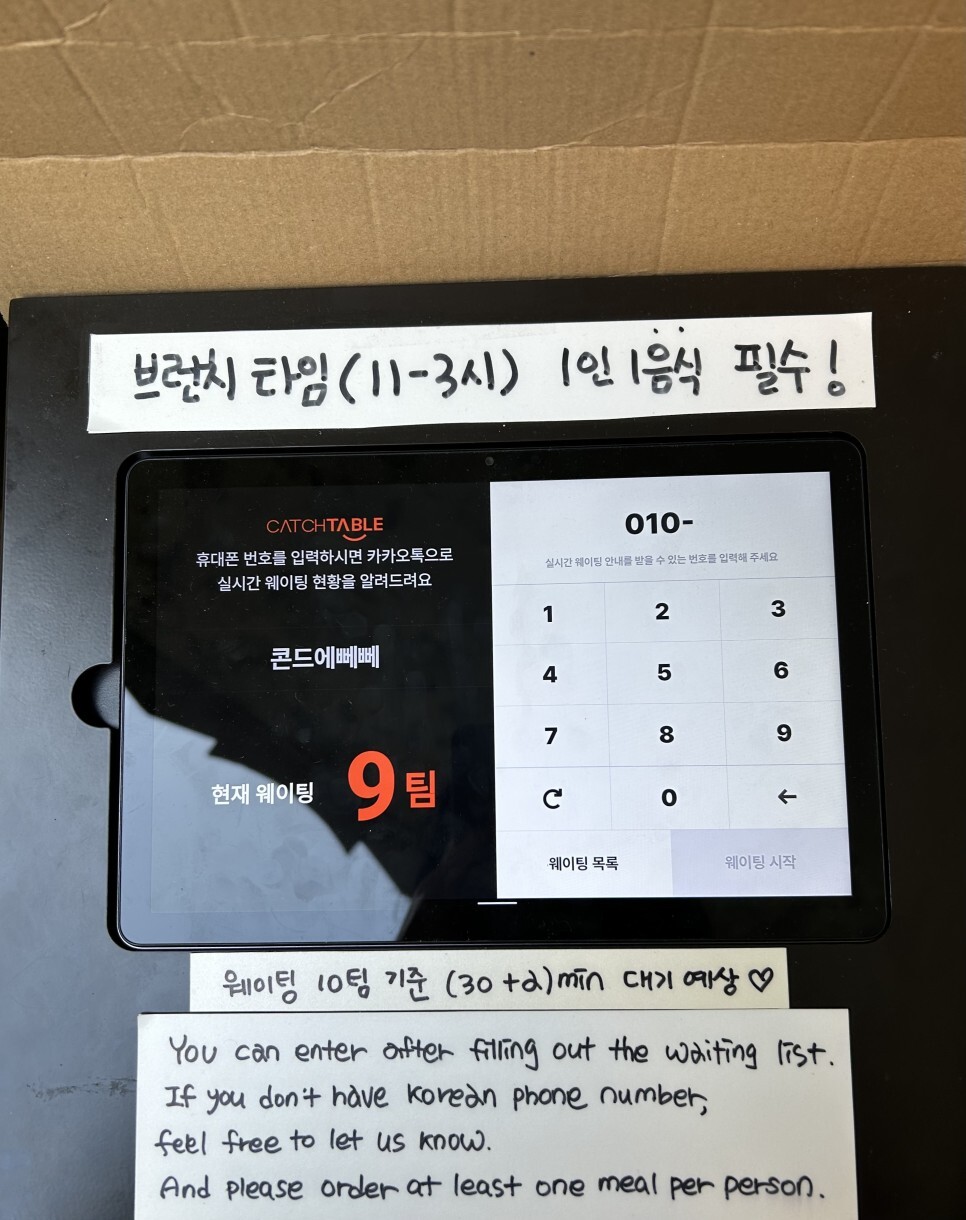 브런치 타임(11-3시) 1인 1음식 필수!
CATCHTABLE
휴대폰 번호를 입력하시면 카카오톡으로
실시간 웨이팅 현황을 알려드려요
콘드에뻬뻬
현재 웨이팅 9팀
010-
실시간 웨이팅 안내를 받을 수 있는 번호를 입력해 주세요
1 2 3
4 5 6
7 8 9
0
웨이팅 목록 웨이팅 시작
웨이팅 10팀 기준 (30+α)min 대기 예상♡
You can enter after filling out the waiting list.
If you don't have Korean phone number,
feel free to let us know.
And please order at least one meal per person.